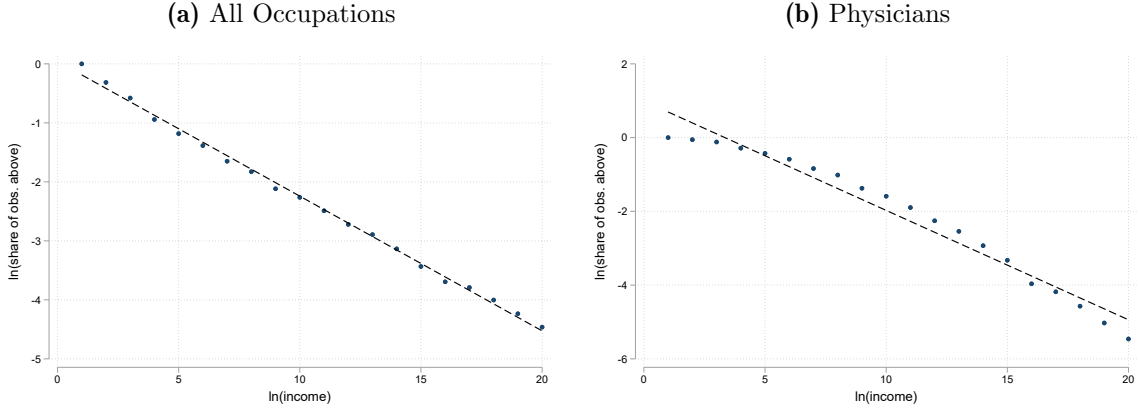 (a) All Occupations
0
-1
-2
-3
-4
-5
ln(share of obs. above)
0 5 10 15 20
ln(income)
(b) Physicians
2
0
-2
-4
-6
ln(share of obs. above)
0 5 10 15 20
ln(income)